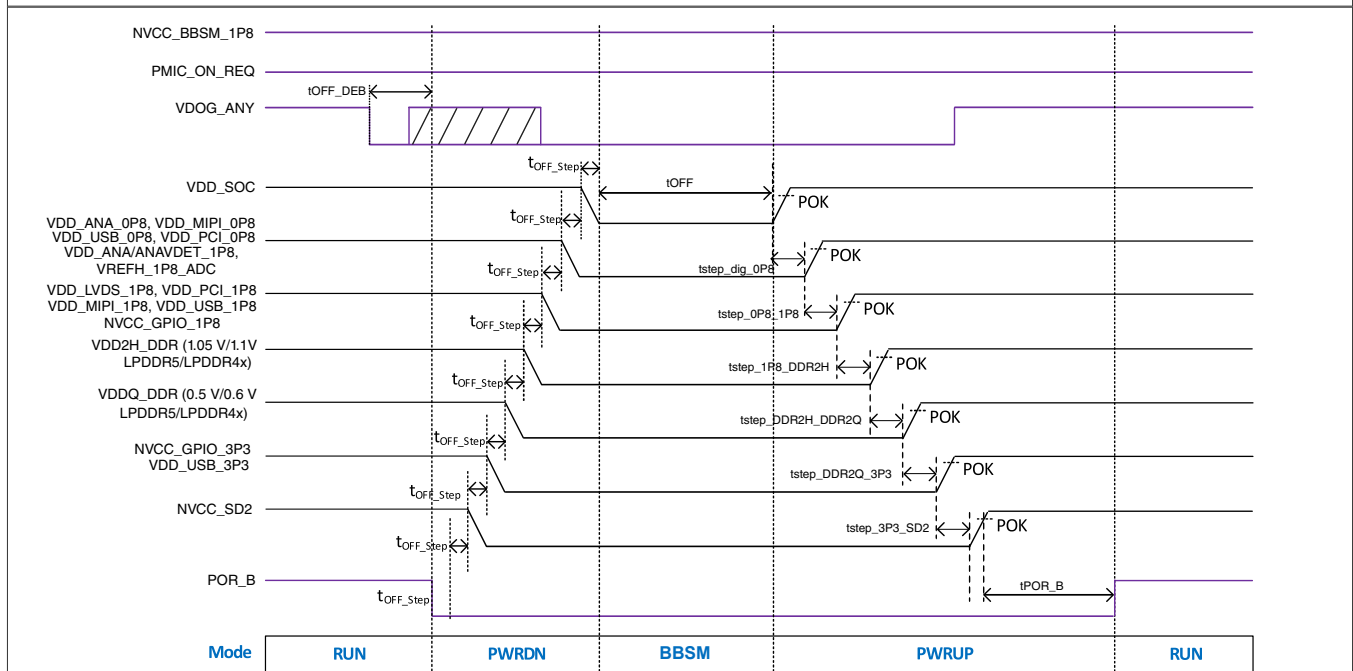 NVCC_BBSM_1P8
PMIC_ON_REQ
tOFF_DEB
VDOG_ANY
tOFF_Step
VDD_SOC
tOFF
POK
tOFF_Step
VDD_ANA_0P8, VDD_MIPI_0P8
VDD_USB_0P8, VDD_PCI_0P8
VDD_ANA/ANAVDET_1P8,
VREFH_1P8_ADC
tstep_dig_0P8
POK
tOFF_Step
VDD_LVDS_1P8, VDD_PCI_1P8
VDD_MIPI_1P8, VDD_USB_1P8
NVCC_GPIO_1P8
tstep_0P8_1P8
POK
tOFF_Step
VDD2H_DDR (1.05 V/1.1V
LPDDR5/LPDDR4x)
tstep_1P8_DDR2H
POK
tOFF_Step
VDDQ_DDR (0.5 V/0.6 V
LPDDR5/LPDDR4x)
tstep_DDR2H_DDR2Q
POK
tOFF_Step
NVCC_GPIO_3P3
VDD_USB_3P3
tstep_DDR2Q_3P3
POK
tOFF_Step
NVCC_SD2
tstep_3P3_SD2
POK
tOFF_Step
POR_B
tOFF_Step
tPOR_B
Mode RUN PWRDN BBSM PWRUP RUN